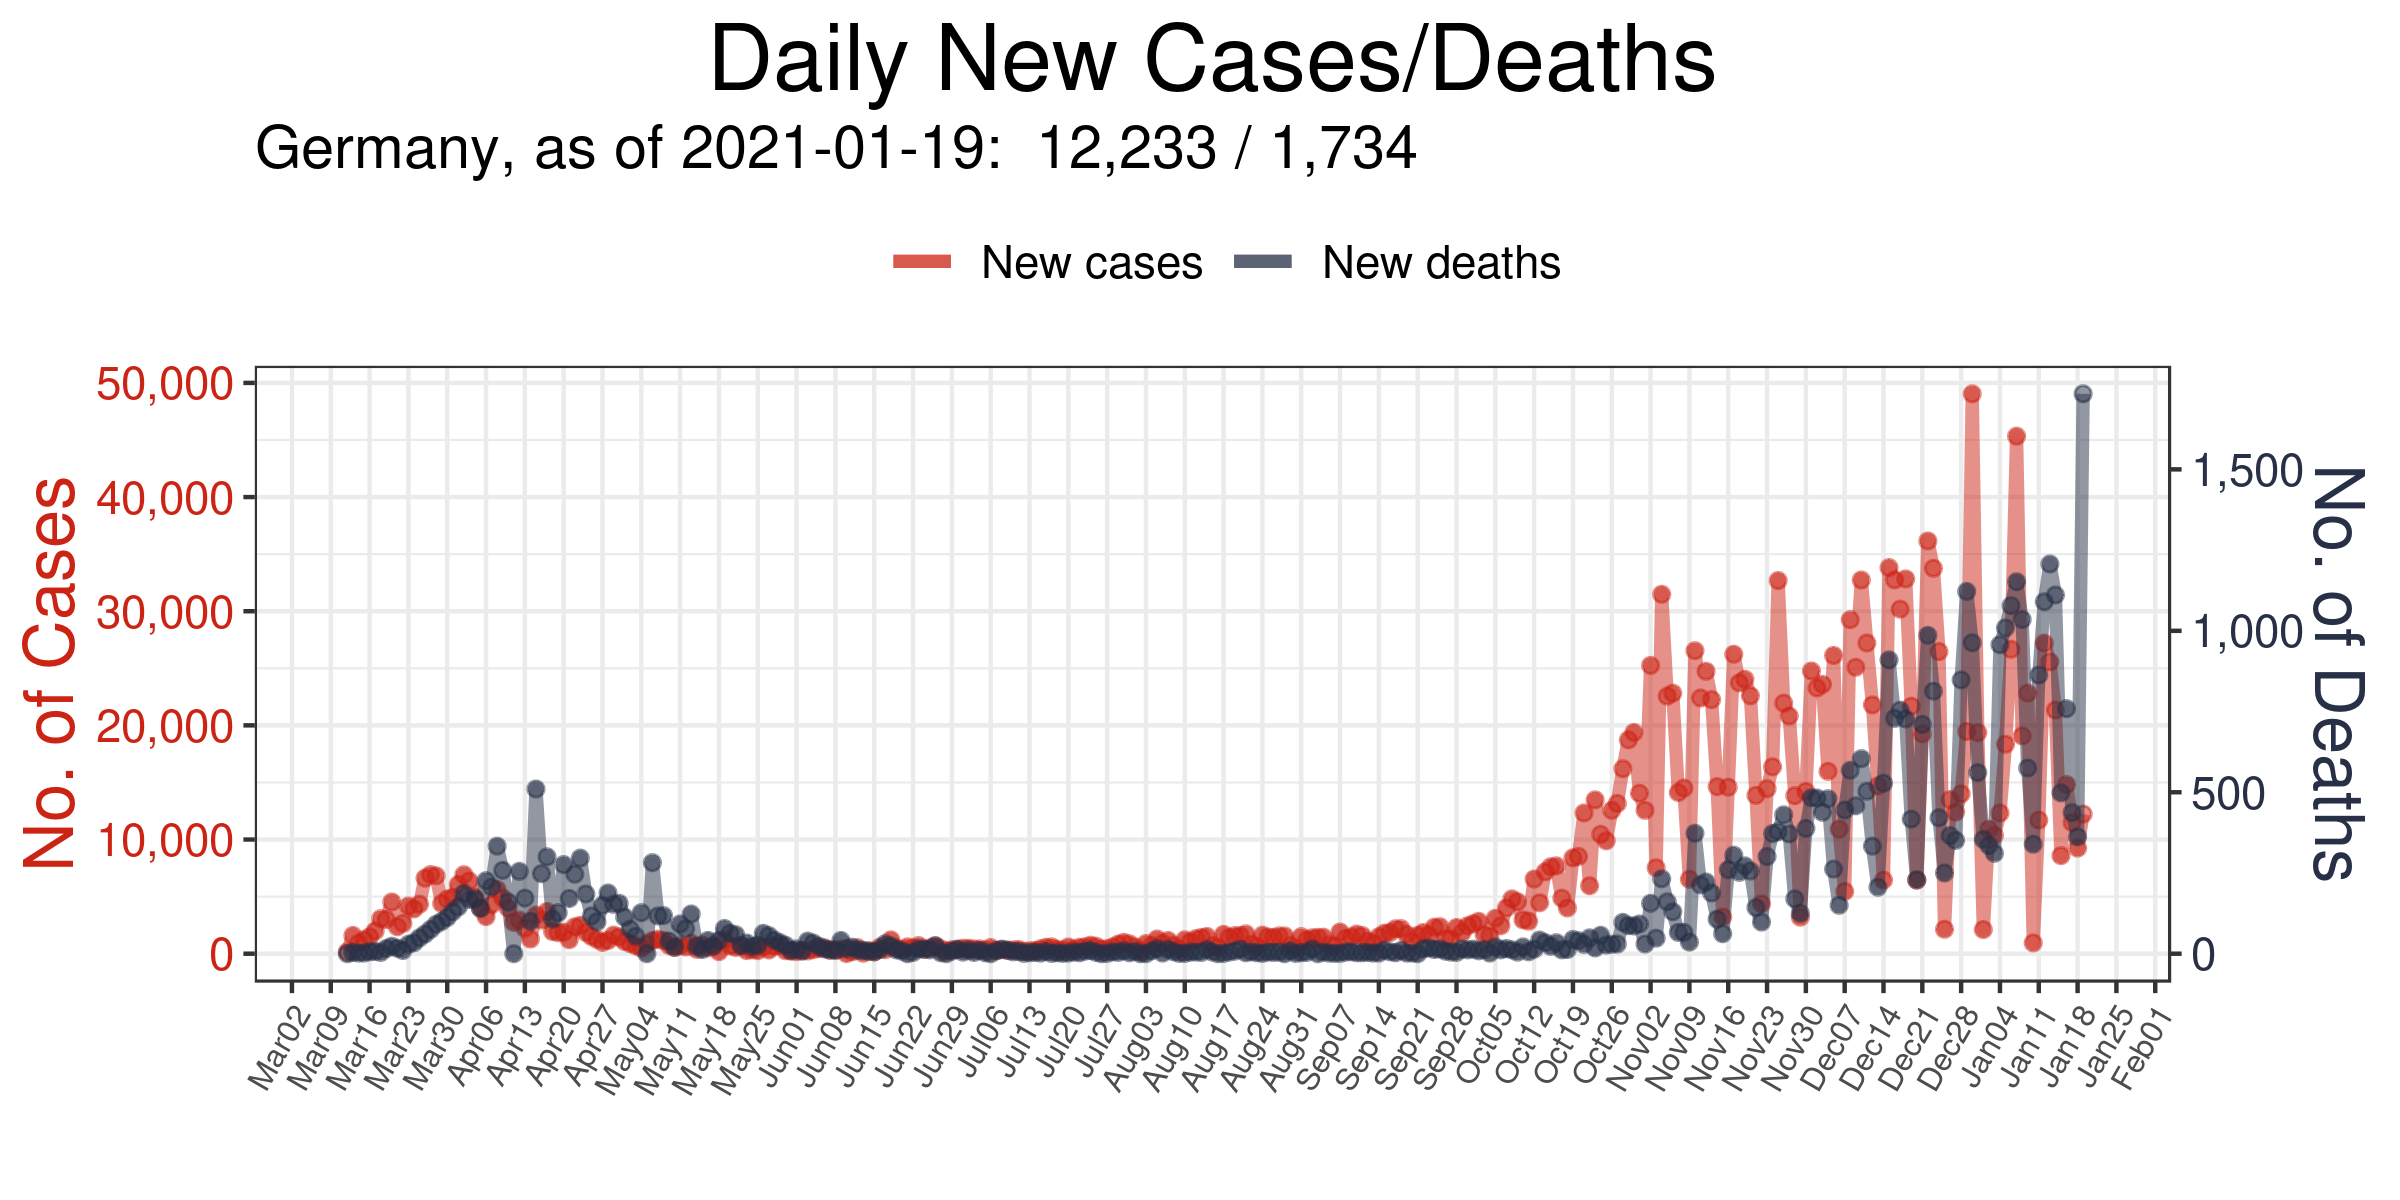 Daily New Cases/Deaths
Germany, as of 2021-01-19:  12,233 / 1,734
New cases
New deaths
No. of Cases
50,000
40,000
30,000
20,000
10,000
0
1,500
1,000
500
0
No. of Deaths
Mar02
Mar09
Mar16
Mar23
Mar30
Apr06
Apr13
Apr20
Apr27
May04
May11
May18
May25
Jun01
Jun08
Jun15
Jun22
Jun29
Jul06
Jul13
Jul20
Jul27
Aug03
Aug10
Aug17
Aug24
Aug31
Sep07
Sep14
Sep21
Sep28
Oct05
Oct12
Oct19
Oct26
Nov02
Nov09
Nov16
Nov23
Nov30
Dec07
Dec14
Dec21
Dec28
Jan04
Jan11
Jan18
Jan25
Feb01